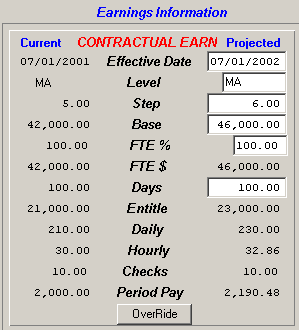 Earnings Information
Current CONTRACTUAL EARN Projected
07/01/2001 Effective Date 07/01/2002
MA Level MA
5.00 Step 6.00
42,000.00 Base 46,000.00
100.00 FTE % 100.00
42,000.00 FTE $ 46,000.00
100.00 Days 100.00
21,000.00 Entitle 23,000.00
210.00 Daily 230.00
30.00 Hourly 32.86
10.00 Checks 10.00
2,000.00 Period Pay 2,190.48
OverRide